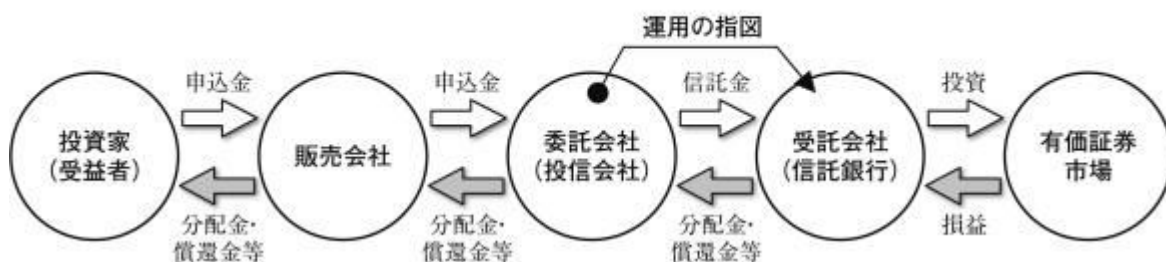 運用の指図
申込金
申込金
信託金
投資
投資家
(受益者)
販売会社
委託会社
(投信会社)
受託会社
(信託銀行)
有価証券
市場
分配金・
償還金等
分配金・
償還金等
分配金・
償還金等
損益